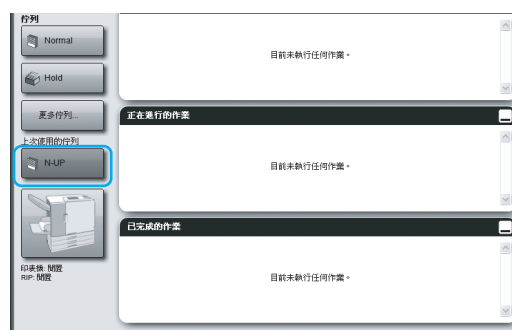 佇列
Normal
Hold
更多佇列...
上次使用的佇列
N-UP
印表機: 閒置
RIP: 閒置
目前未執行任何作業。
正在進行的作業
目前未執行任何作業。
已完成的作業
目前未執行任何作業。